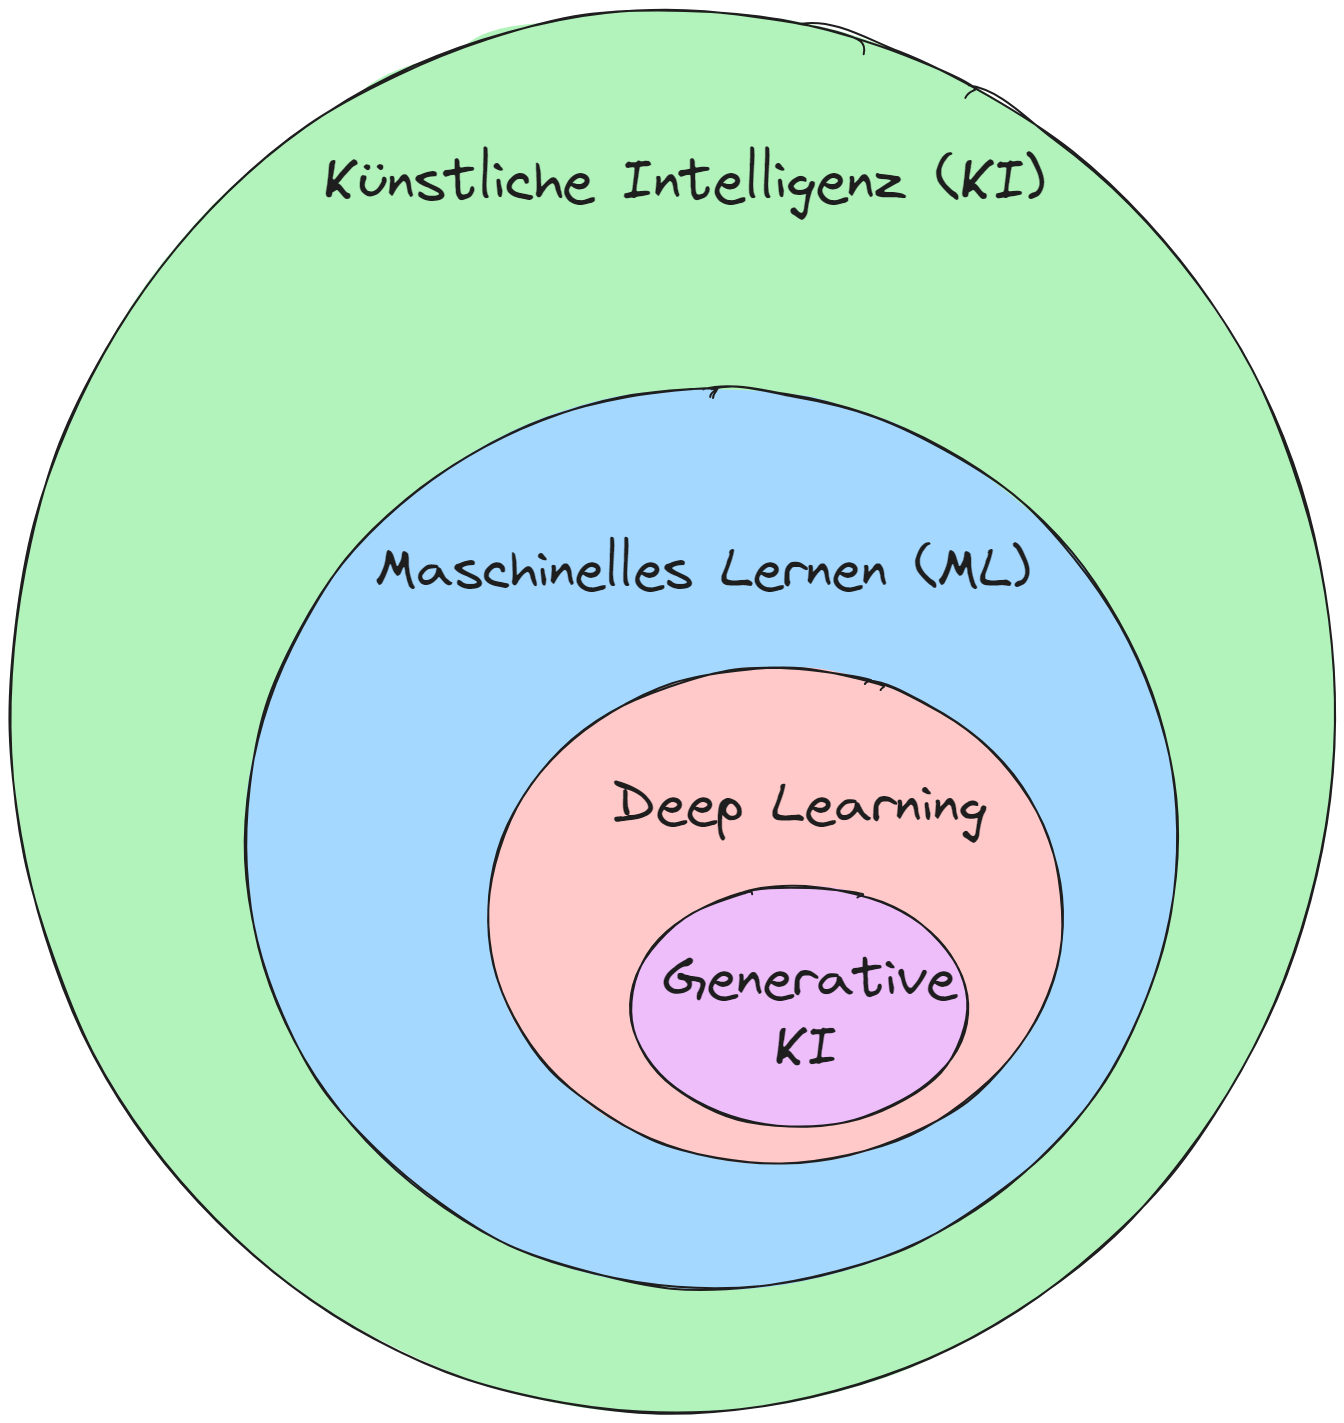 Künstliche Intelligenz (KI)
Maschinelles Lernen (ML)
Deep Learning
Generative
KI